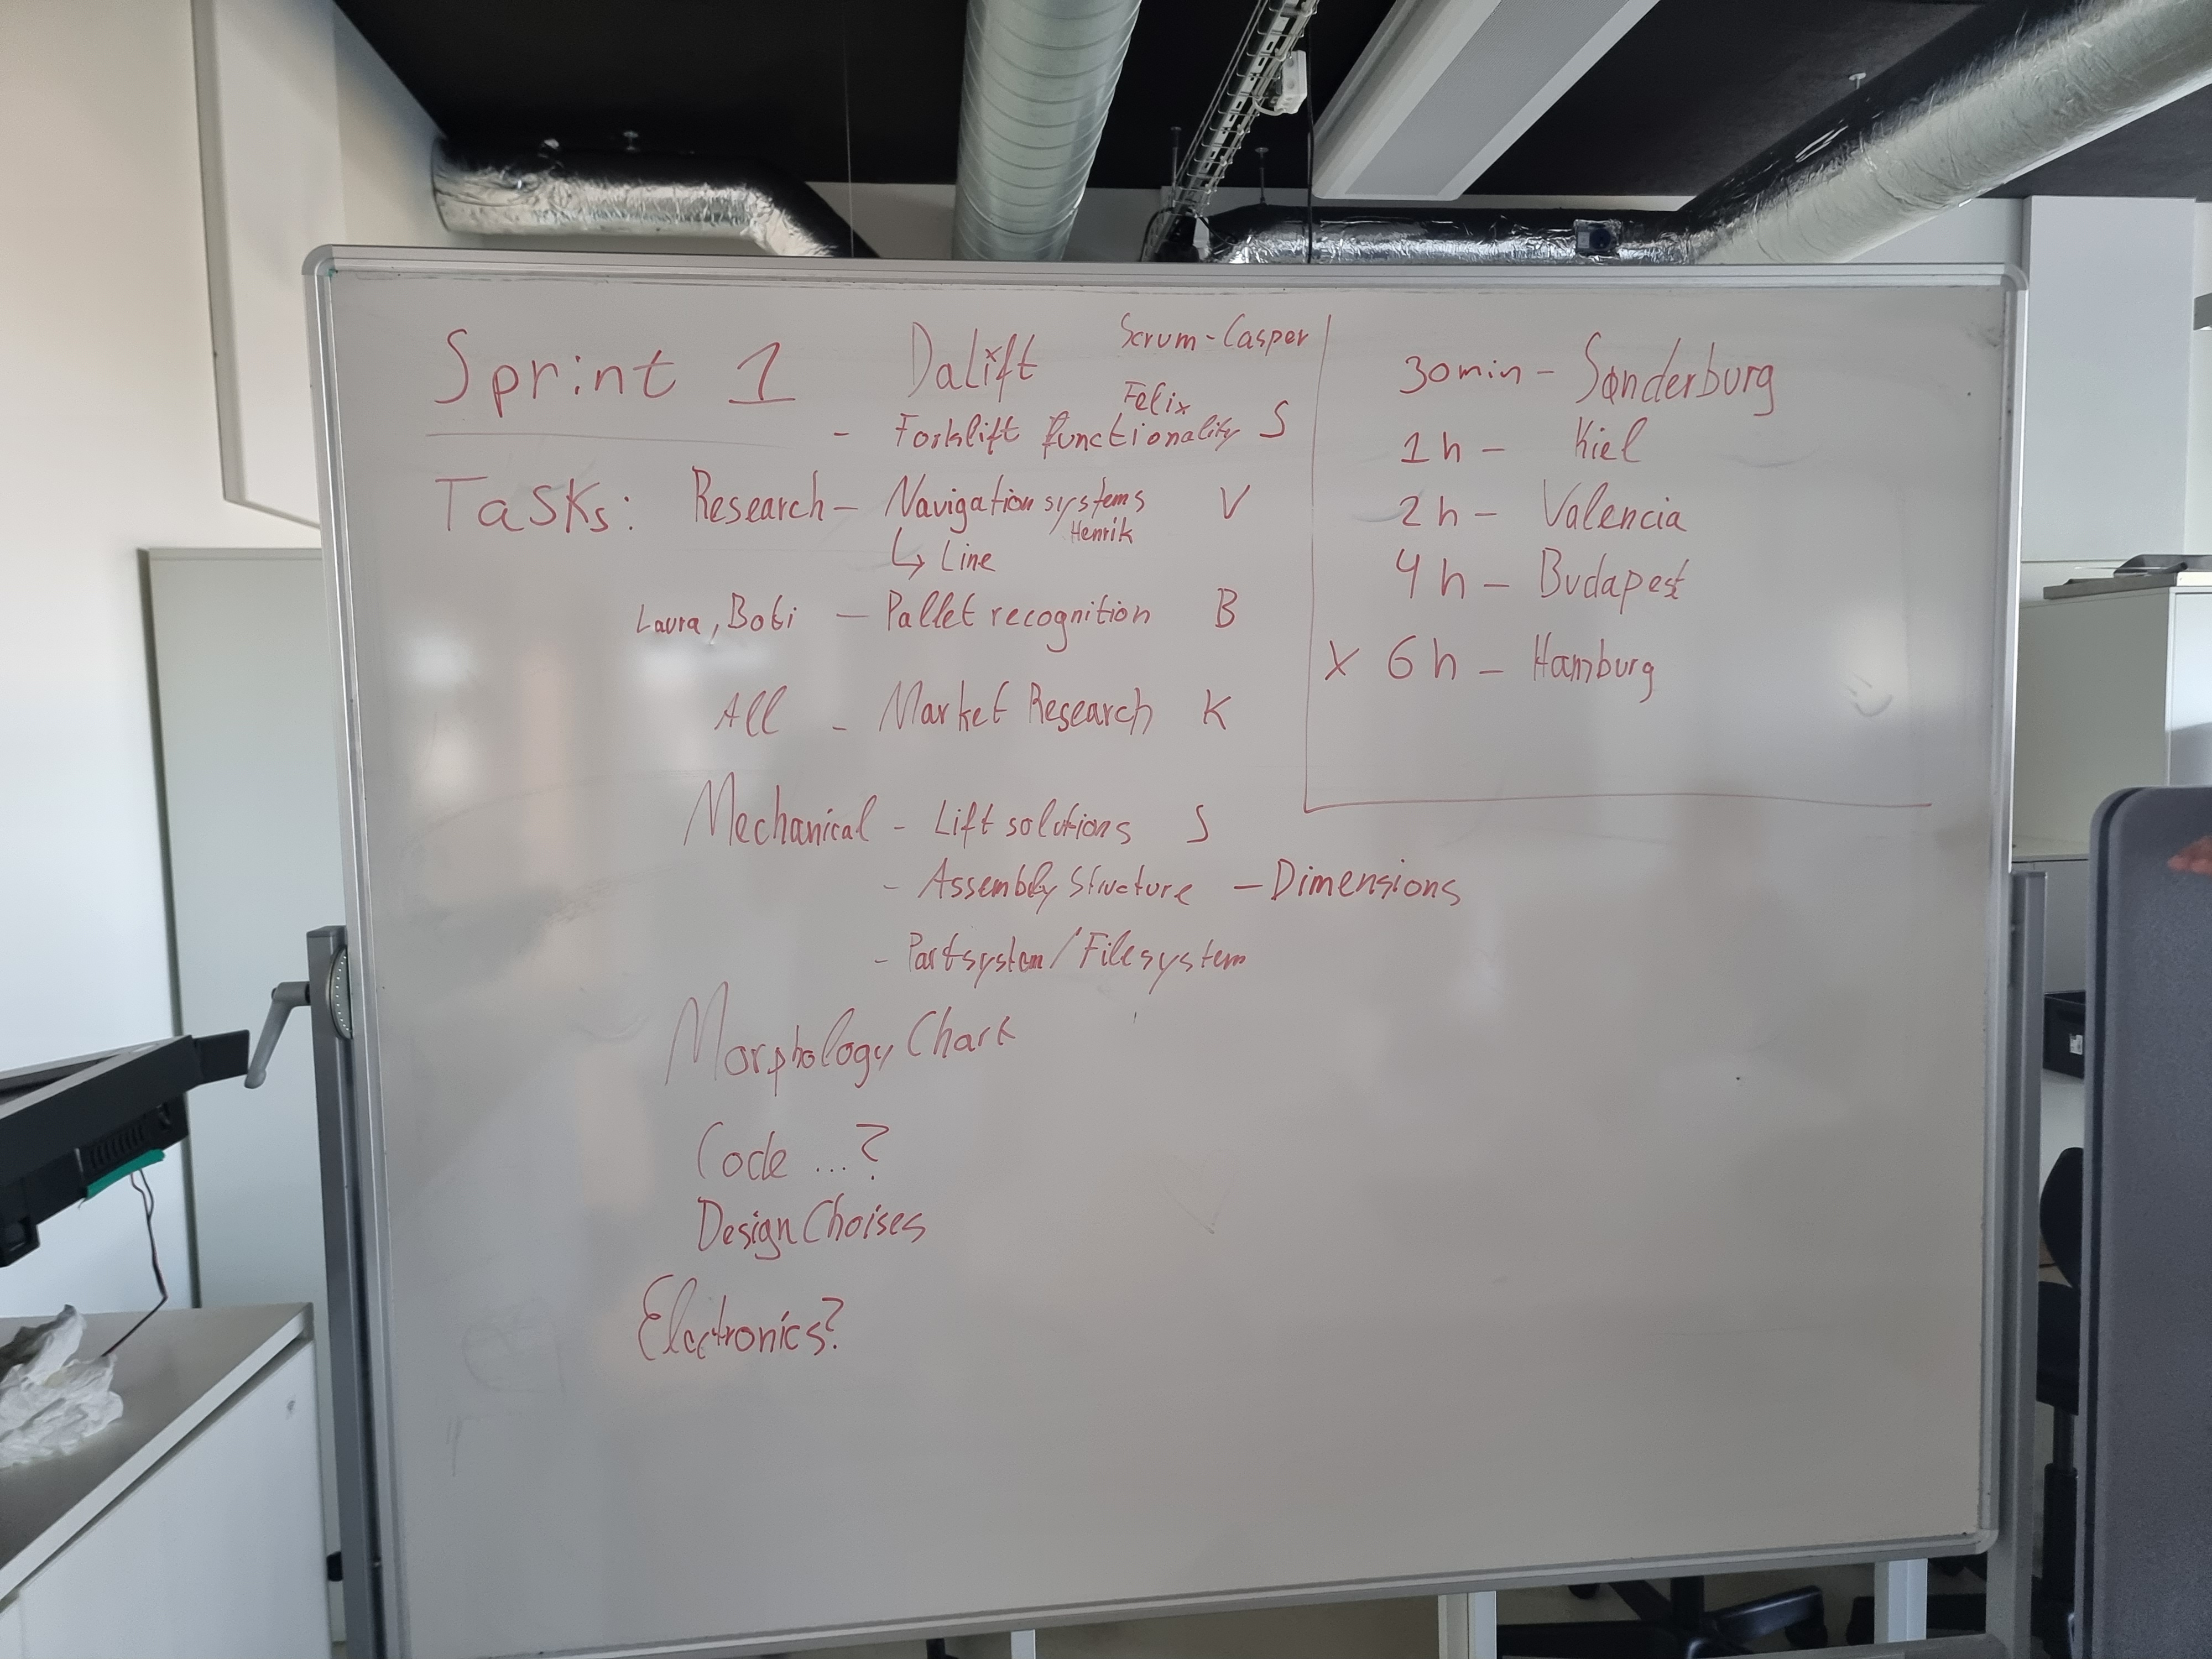 Sprint 1
Dalift
Scrum - Casper
Felix
- Forklift functionality S
Tasks: Research - Navigation systems V
Henrik
↳ Line
Laura, Bobi - Pallet recognition B
All - Market Research K
Mechanical - Lift solutions S
- Assembly Structure - Dimensions
- Partsystem/Filesystem
Morphology Chart
Code ...?
Design Choises
Electronics?
30min - Sønderburg
1h - Kiel
2h - Valencia
4h - Budapest
X 6h - Hamburg